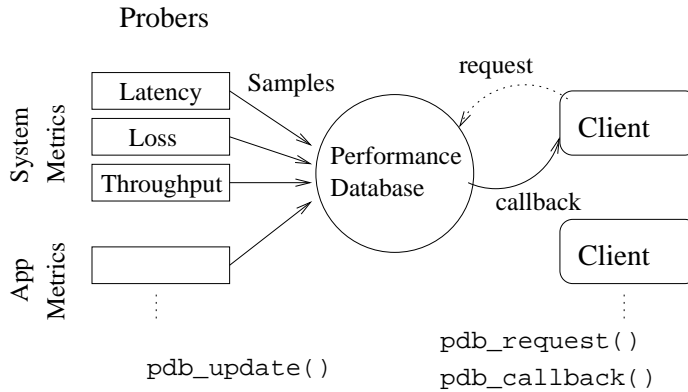 Probers
System
Metrics
Latency
Loss
Throughput
Samples
App
Metrics
Performance
Database
request
callback
Client
Client
pdb_update()
pdb_request()
pdb_callback()